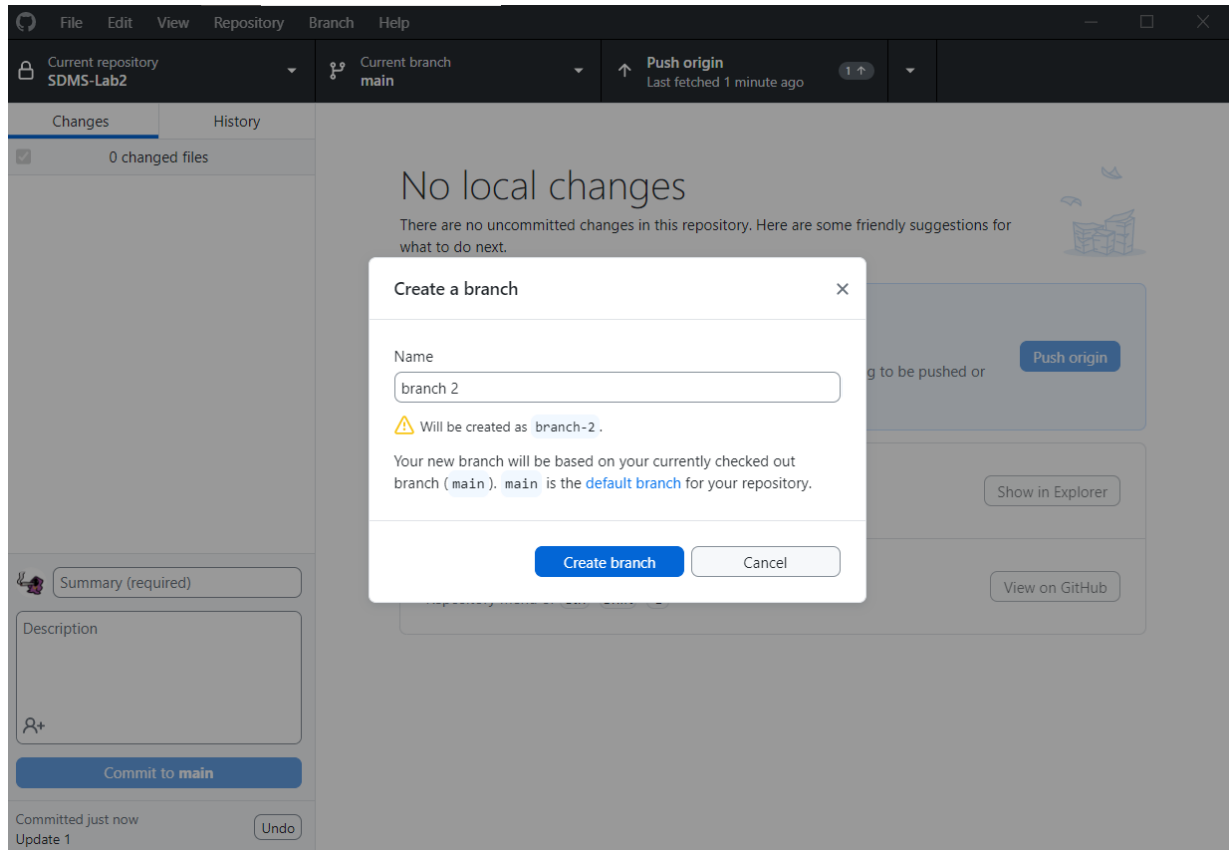 File Edit View Repository Branch Help
Current repository
SDMS-Lab2
Current branch
main
Push origin
Last fetched 1 minute ago
1
Changes History
0 changed files
No local changes
There are no uncommitted changes in this repository. Here are some friendly suggestions for
what to do next.
Create a branch
Name
branch 2
Will be created as branch-2 .
Your new branch will be based on your currently checked out
branch ( main ). main is the default branch for your repository.
Create branch Cancel
g to be pushed or
Push origin
Show in Explorer
View on GitHub
Summary (required)
Description
Commit to main
Committed just now
Update 1
Undo